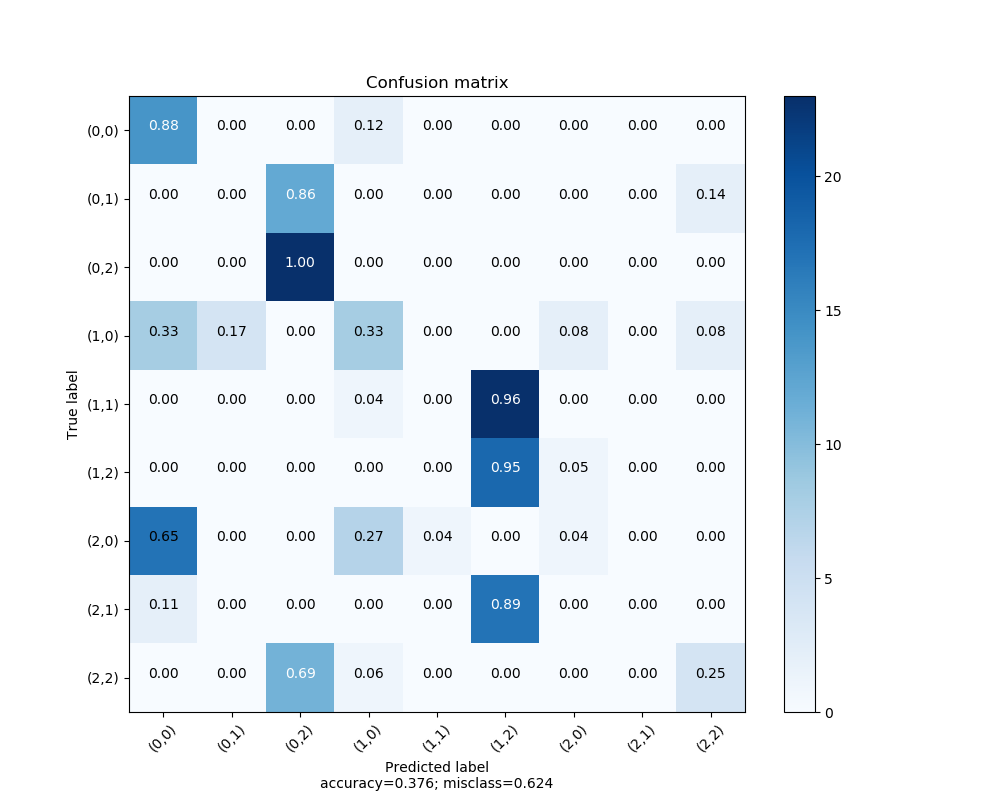 Confusion matrix
(0,0) 0.88 0.00 0.00 0.12 0.00 0.00 0.00 0.00 0.00
(0,1) 0.00 0.00 0.86 0.00 0.00 0.00 0.00 0.00 0.14
(0,2) 0.00 0.00 1.00 0.00 0.00 0.00 0.00 0.00 0.00
(1,0) 0.33 0.17 0.00 0.33 0.00 0.00 0.08 0.00 0.08
(1,1) 0.00 0.00 0.00 0.04 0.00 0.96 0.00 0.00 0.00
(1,2) 0.00 0.00 0.00 0.00 0.00 0.95 0.05 0.00 0.00
(2,0) 0.65 0.00 0.00 0.27 0.04 0.00 0.04 0.00 0.00
(2,1) 0.11 0.00 0.00 0.00 0.00 0.89 0.00 0.00 0.00
(2,2) 0.00 0.00 0.69 0.06 0.00 0.00 0.00 0.00 0.25
True label
(0,0) (0,1) (0,2) (1,0) (1,1) (1,2) (2,0) (2,1) (2,2)
Predicted label
accuracy=0.376; misclass=0.624
20
15
10
5
0